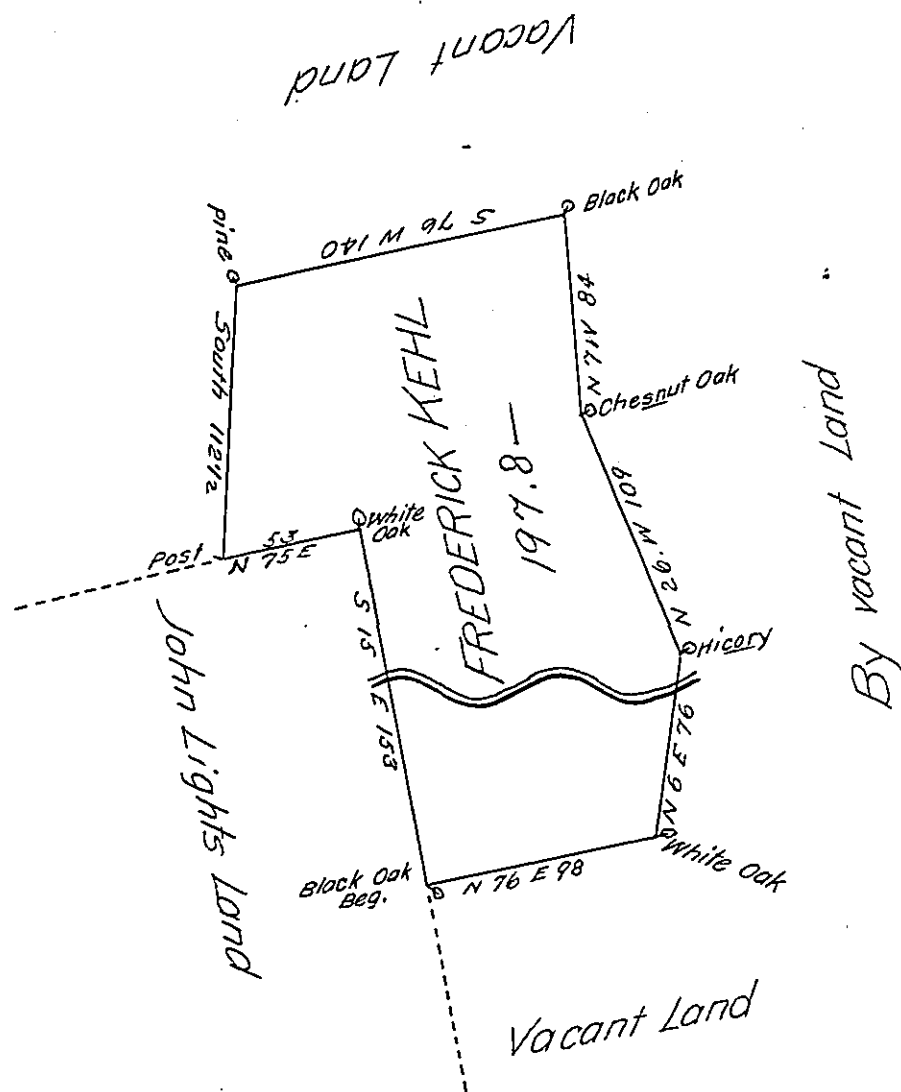 Vacant Land
Black Oak
S 76 W 140
Pine
South 112½
N 7 W 84
Chesnut Oak
By vacant Land
FREDERICK KEHL
197.8—
N 26. W 109
White
Oak
53
N 75 E
Post
S 15 E 153
Hicory
John Lights Land
N 9 E 76
White Oak
Black Oak
Beg.
N 76 E 98
Vacant Land